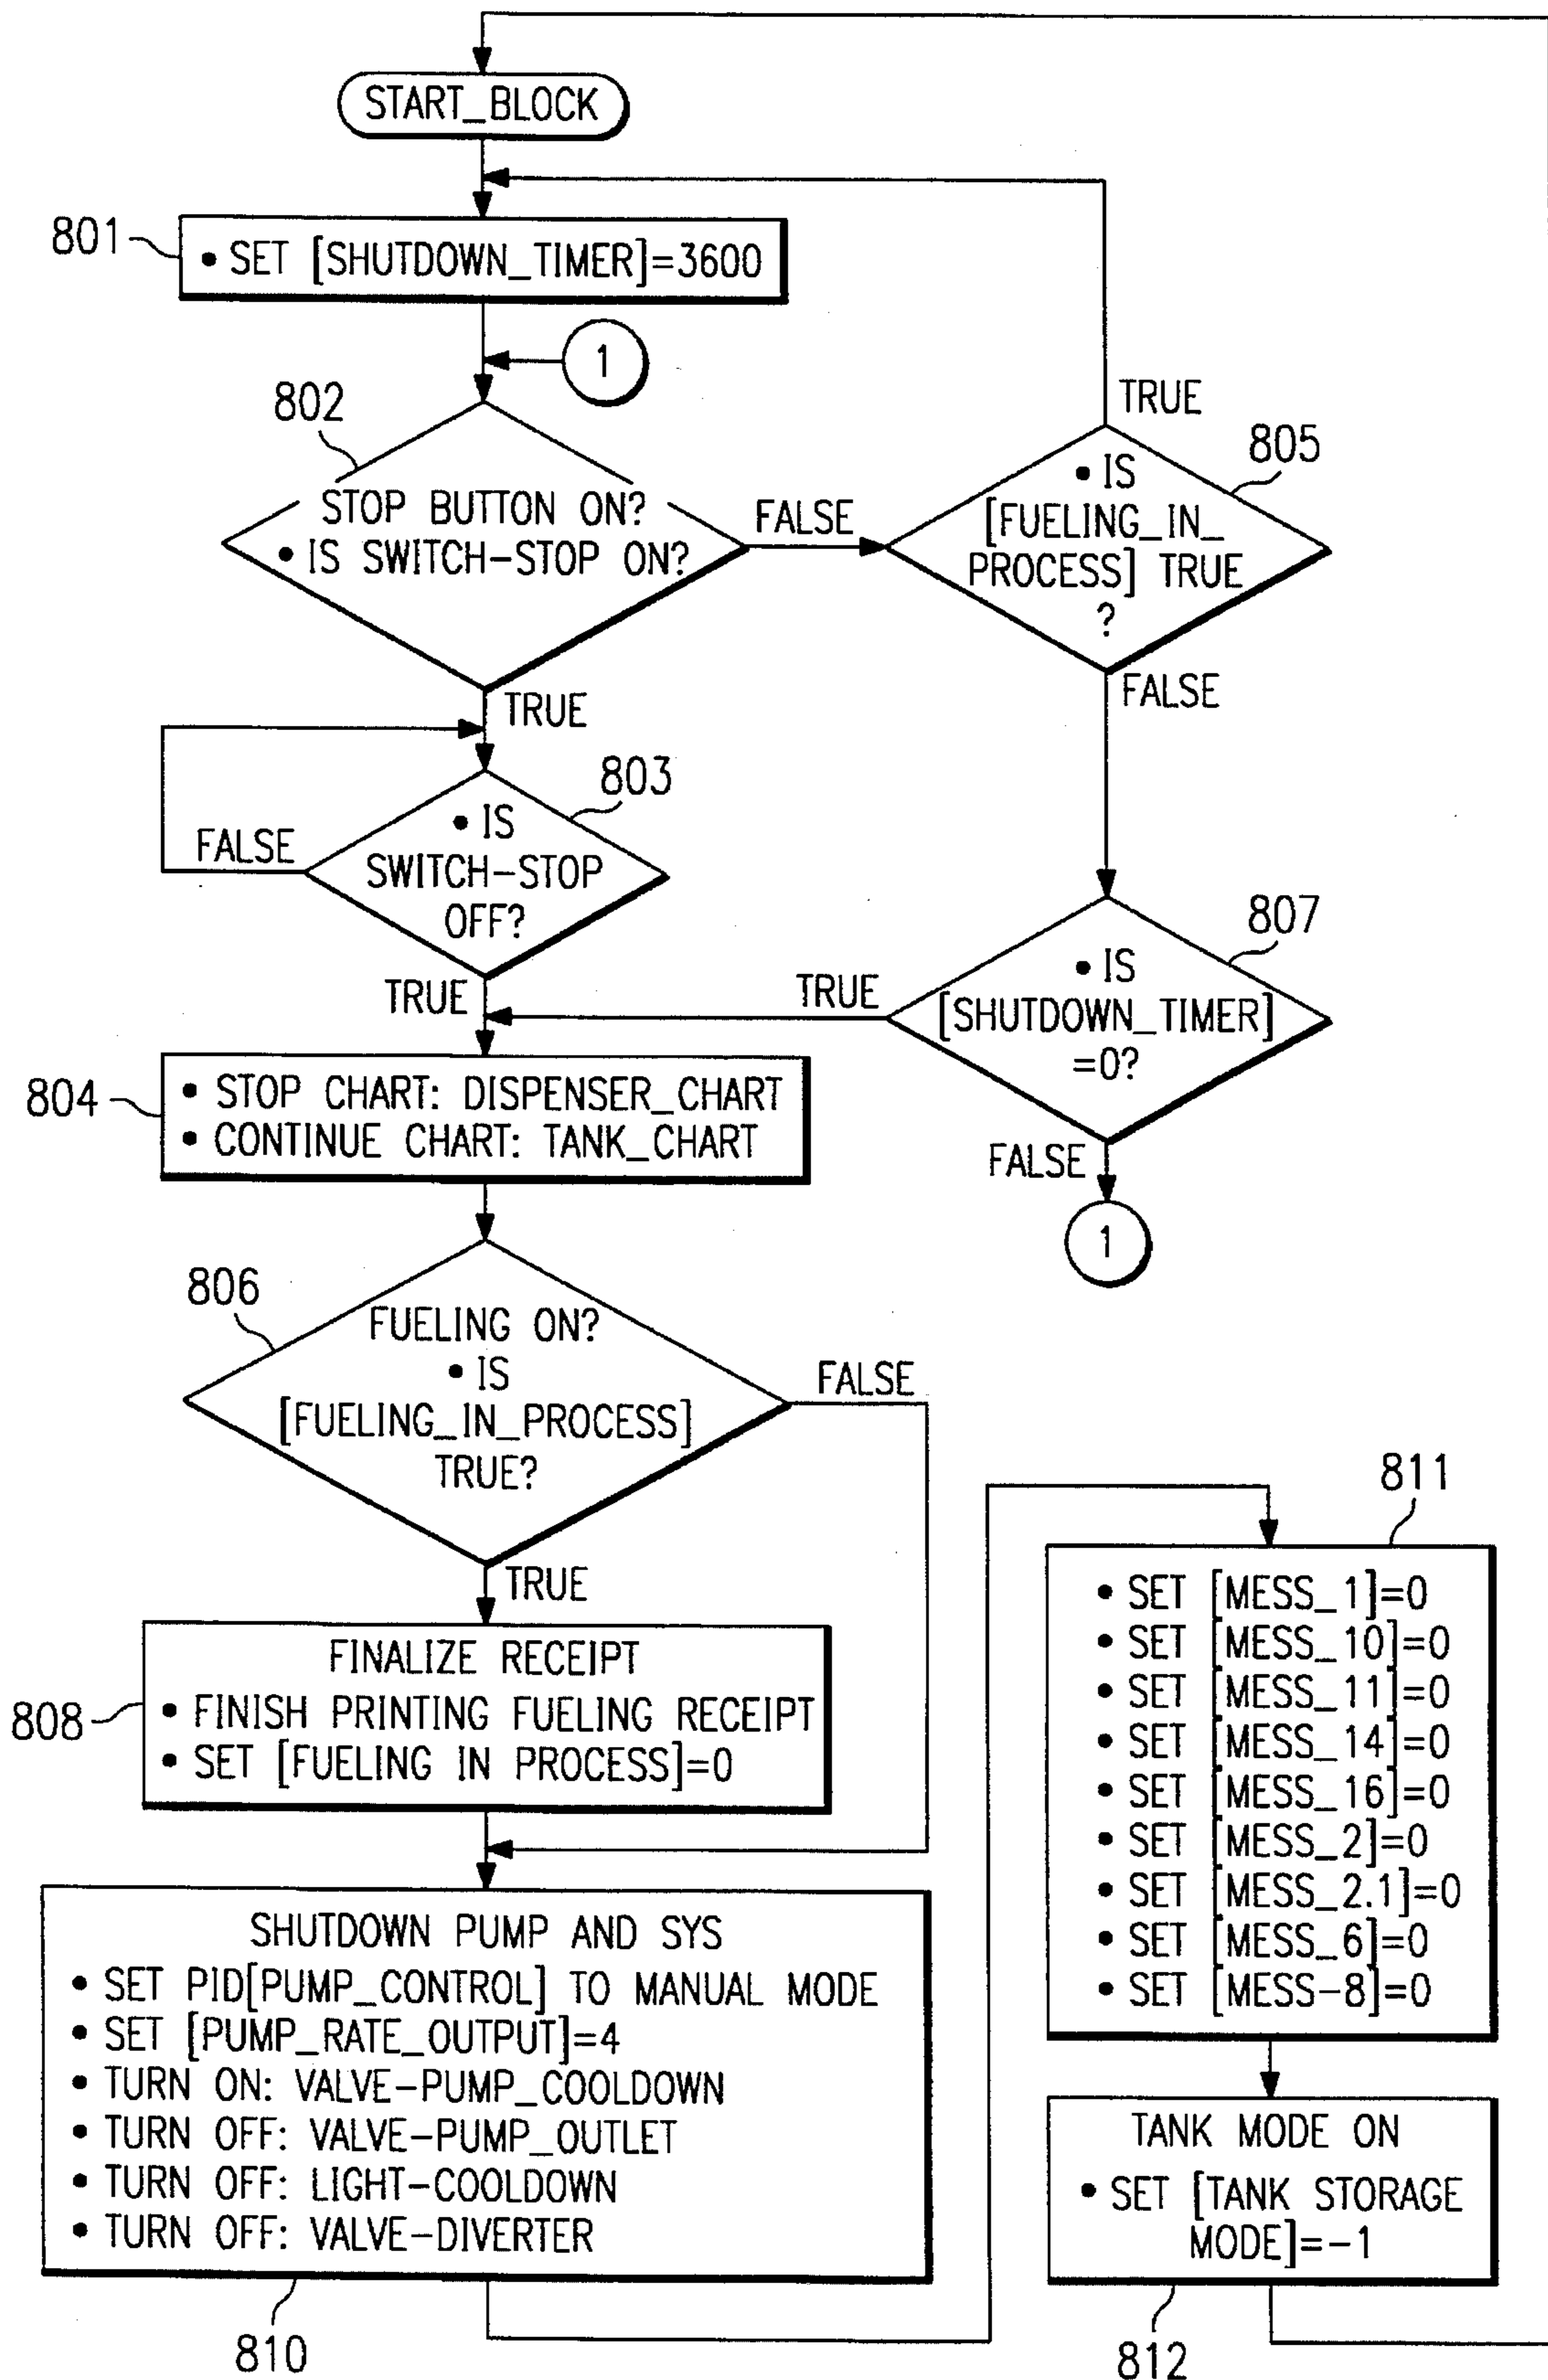 START_BLOCK
801
• SET [SHUTDOWN_TIMER]=3600
1
802
STOP BUTTON ON?
• IS SWITCH-STOP ON?
FALSE
TRUE
TRUE
805
• IS
[FUELING_IN_
PROCESS] TRUE
?
FALSE
803
• IS
SWITCH-STOP
OFF?
FALSE
TRUE
807
• IS
[SHUTDOWN_TIMER]
=0?
TRUE
FALSE
1
804
• STOP CHART: DISPENSER_CHART
• CONTINUE CHART: TANK_CHART
806
FUELING ON?
• IS
[FUELING_IN_PROCESS]
TRUE?
FALSE
TRUE
808
FINALIZE RECEIPT
• FINISH PRINTING FUELING RECEIPT
• SET [FUELING IN PROCESS]=0
SHUTDOWN PUMP AND SYS
• SET PID[PUMP_CONTROL] TO MANUAL MODE
• SET [PUMP_RATE_OUTPUT]=4
• TURN ON: VALVE-PUMP_COOLDOWN
• TURN OFF: VALVE-PUMP_OUTLET
• TURN OFF: LIGHT-COOLDOWN
• TURN OFF: VALVE-DIVERTER
810
811
• SET [MESS_1]=0
• SET [MESS_10]=0
• SET [MESS_11]=0
• SET [MESS_14]=0
• SET [MESS_16]=0
• SET [MESS_2]=0
• SET [MESS_2.1]=0
• SET [MESS_6]=0
• SET [MESS-8]=0
TANK MODE ON
• SET [TANK STORAGE
MODE]=-1
812